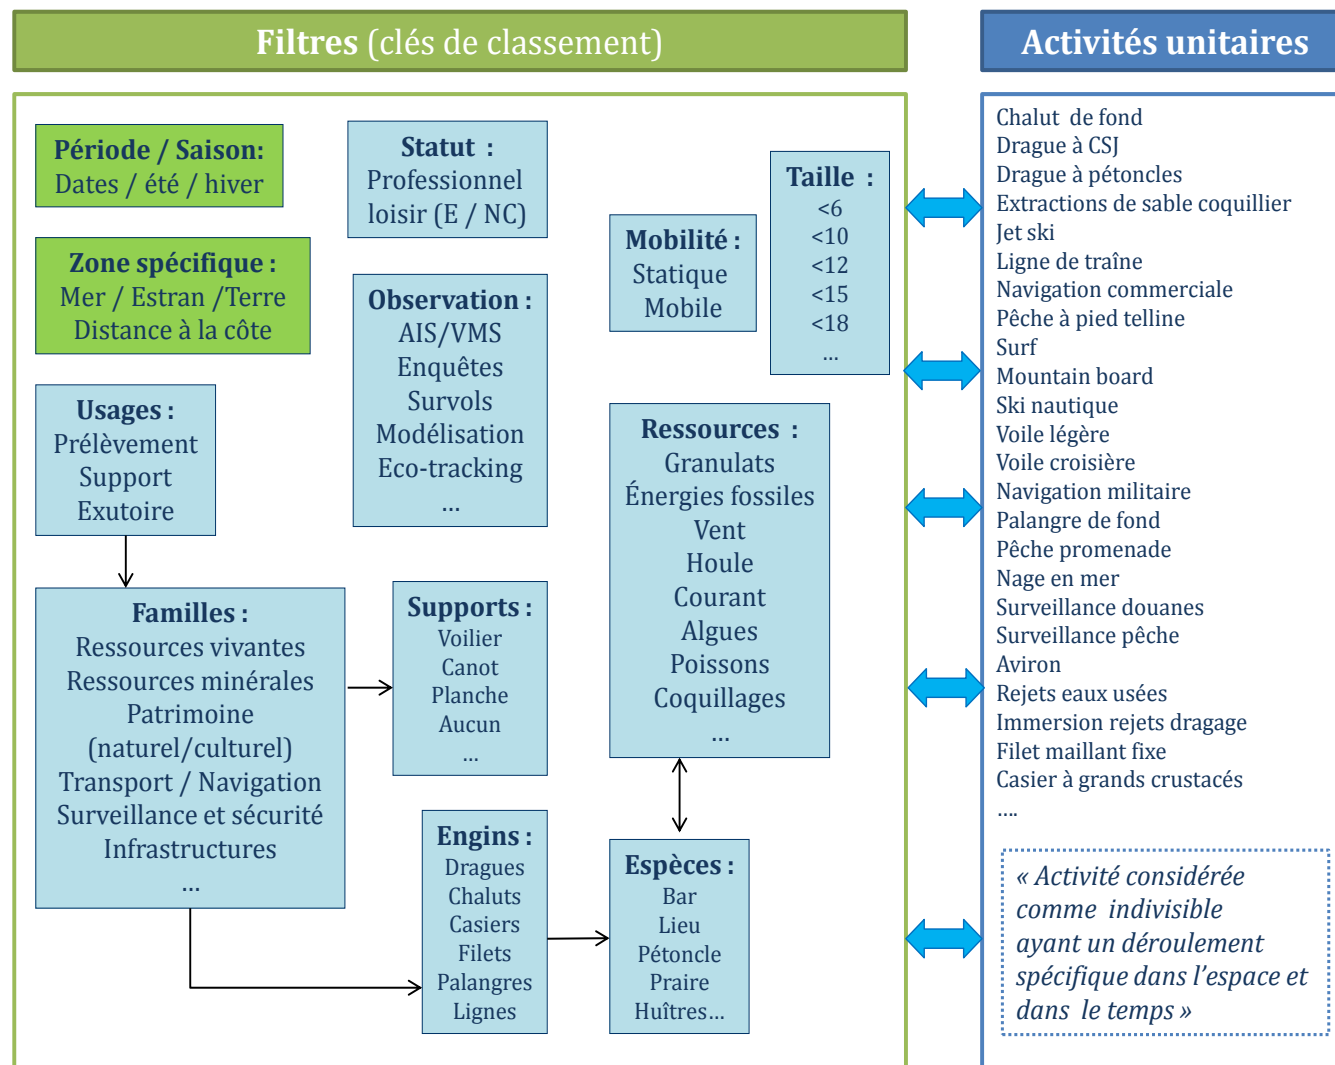 Filtres (clés de classement)
Activités unitaires
Période / Saison:
Dates / été / hiver
Zone spécifique :
Mer / Estran /Terre
Distance à la côte
Usages :
Prélèvement
Support
Exutoire
Familles :
Ressources vivantes
Ressources minérales
Patrimoine
(naturel/culturel)
Transport / Navigation
Surveillance et sécurité
Infrastructures
...
Statut :
Professionnel
loisir (E / NC)
Observation :
AIS/VMS
Enquêtes
Survols
Modélisation
Eco-tracking
...
Supports :
Voilier
Canot
Planche
Aucun
...
Engins :
Dragues
Chaluts
Casiers
Filets
Palangres
Lignes
Mobilité :
Statique
Mobile
Taille :
<6
<10
<12
<15
<18
...
Ressources :
Granulats
Énergies fossiles
Vent
Houle
Courant
Algues
Poissons
Coquillages
...
Espèces :
Bar
Lieu
Pétoncle
Praire
Huîtres...
Chalut de fond
Drague à CSJ
Drague à pétoncles
Extractions de sable coquillier
Jet ski
Ligne de traîne
Navigation commerciale
Pêche à pied telline
Surf
Mountain board
Ski nautique
Voile légère
Voile croisière
Navigation militaire
Palangre de fond
Pêche promenade
Nage en mer
Surveillance douanes
Surveillance pêche
Aviron
Rejets eaux usées
Immersion rejets dragage
Filet maillant fixe
Casier à grands crustacés
....
« Activité considérée
comme indivisible
ayant un déroulement
spécifique dans l'espace et
dans le temps »